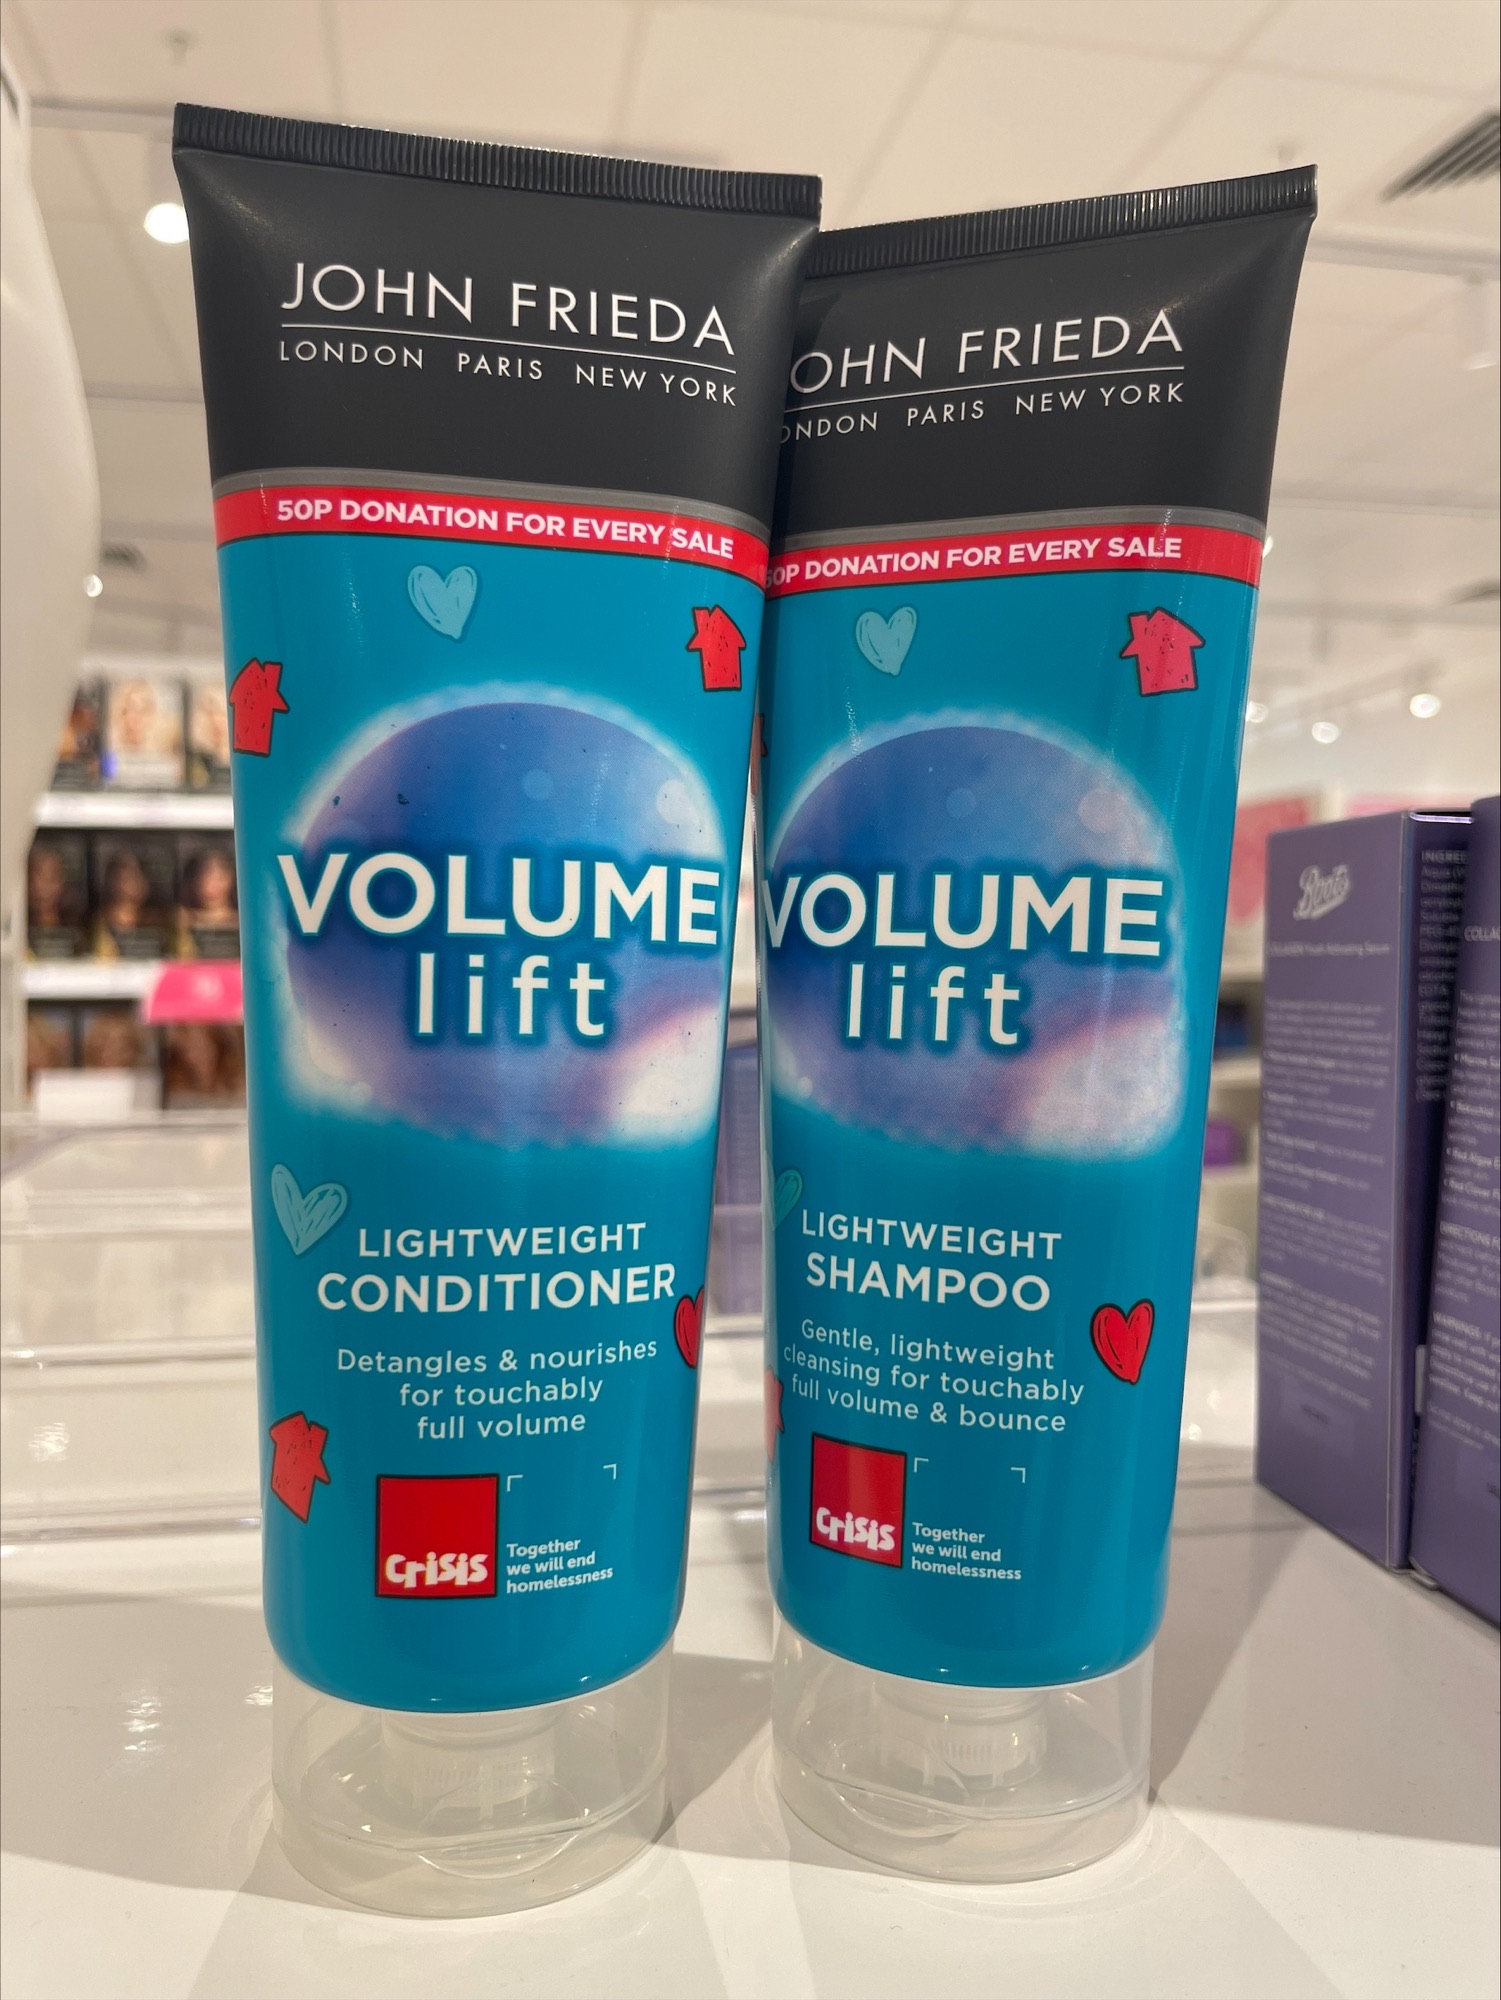 JOHN FRIEDA
LONDON PARIS NEW YORK
50P DONATION FOR EVERY SALE
VOLUME
lift
LIGHTWEIGHT
CONDITIONER
Detangles & nourishes
for touchably
full volume
Crisis
Together
we will end
homelessness
OHN FRIEDA
ONDON PARIS NEW YORK
50P DONATION FOR EVERY SALE
VOLUME
lift
LIGHTWEIGHT
SHAMPOO
Gentle, lightweight
cleansing for touchably
full volume & bounce
Crisis
Together
we will end
homelessness
Boots